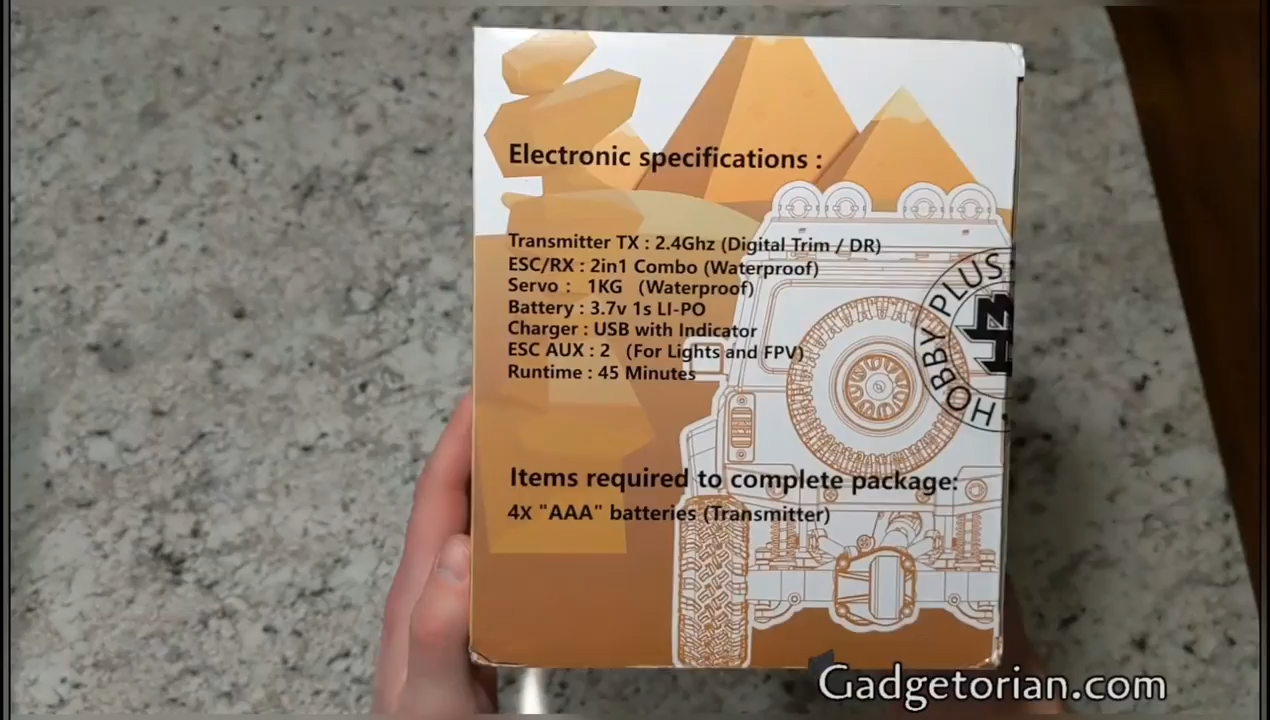 Electronic specifications :
Transmitter TX : 2.4Ghz (Digital Trim / DR)
ESC/RX : 2in1 Combo (Waterproof)
Servo : 1KG (Waterproof)
Battery : 3.7v 1s LI-PO
Charger : USB with Indicator
ESC AUX : 2 (For Lights and FPV)
Runtime : 45 Minutes
HOBBY PLUS
Items required to complete package:
4X "AAA" batteries (Transmitter)
Gadgetorian.com